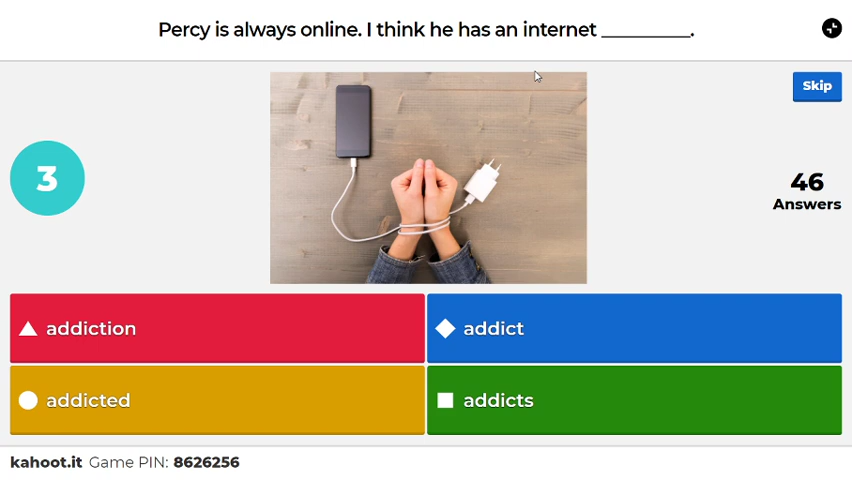 Percy is always online. I think he has an internet __________.
Skip
3
46
Answers
addiction
addict
addicted
addicts
kahoot.it Game PIN: 8626256